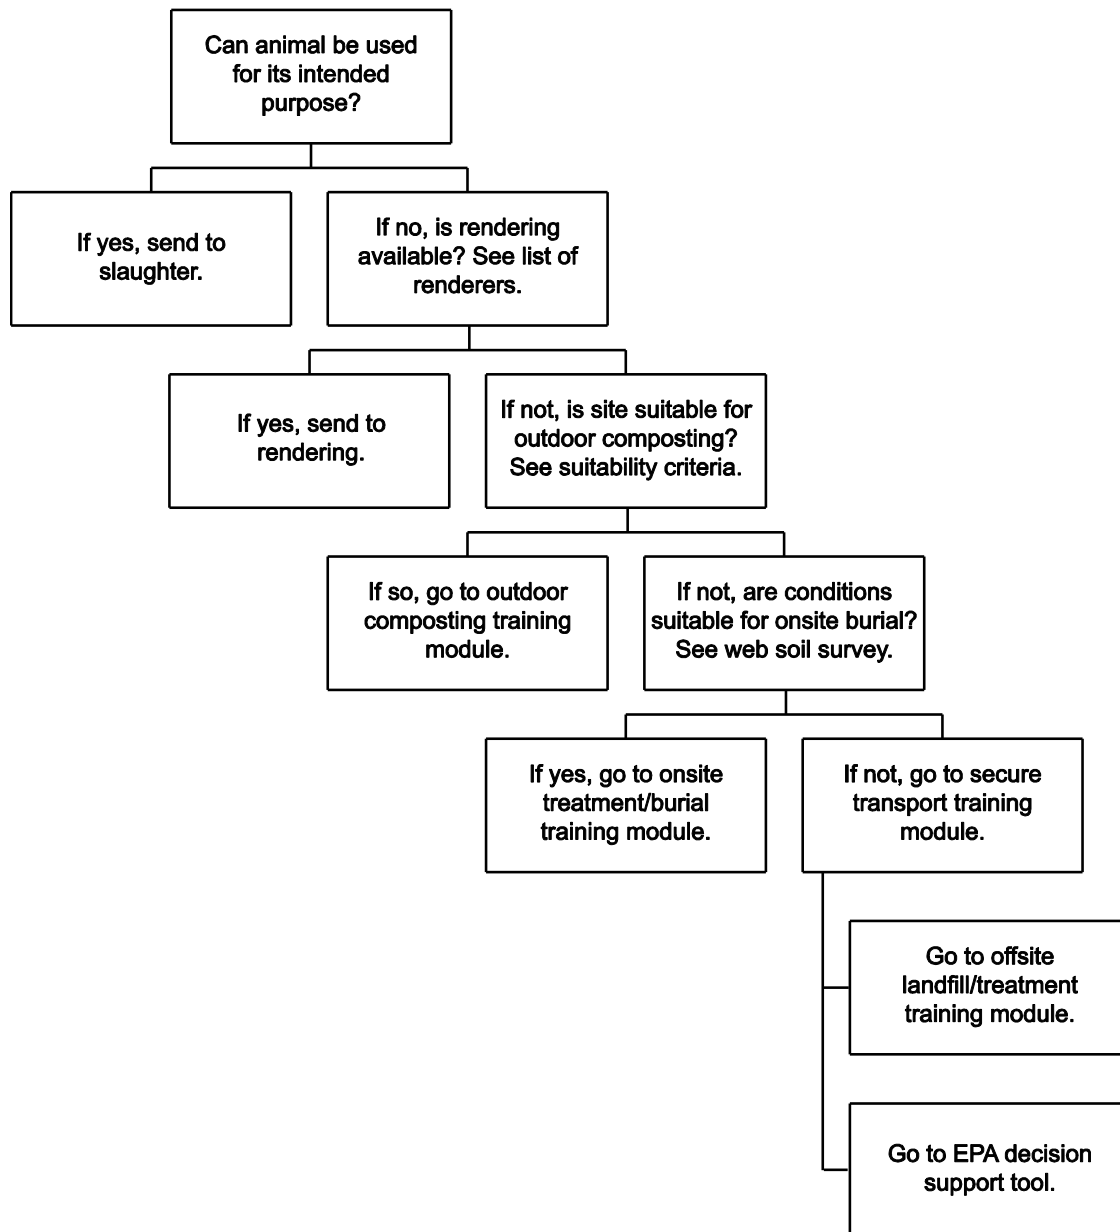 Can animal be used
for its intended
purpose?
If yes, send to
slaughter.
If no, is rendering
available? See list of
renderers.
If yes, send to
rendering.
If not, is site suitable for
outdoor composting?
See suitability criteria.
If so, go to outdoor
composting training
module.
If not, are conditions
suitable for onsite burial?
See web soil survey.
If yes, go to onsite
treatment/burial
training module.
If not, go to secure
transport training
module.
Go to offsite
landfill/treatment
training module.
Go to EPA decision
support tool.